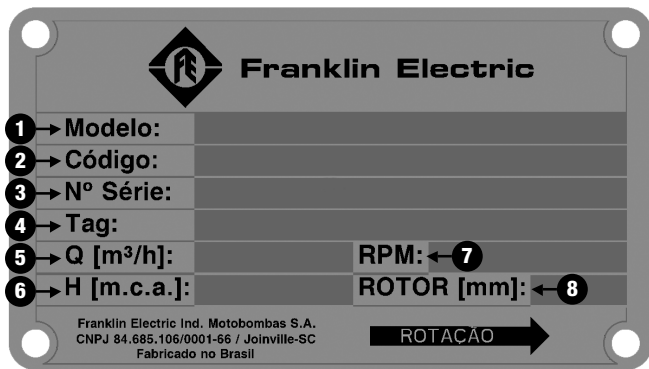 FE Franklin Electric
1 Modelo:
2 Código:
3 Nº Série:
4 Tag:
5 Q [m³/h]: RPM: 7
6 H [m.c.a.]: ROTOR [mm]: 8
Franklin Electric Ind. Motobombas S.A.
CNPJ 84.685.106/0001-66 / Joinville-SC
Fabricado no Brasil
ROTAÇÃO